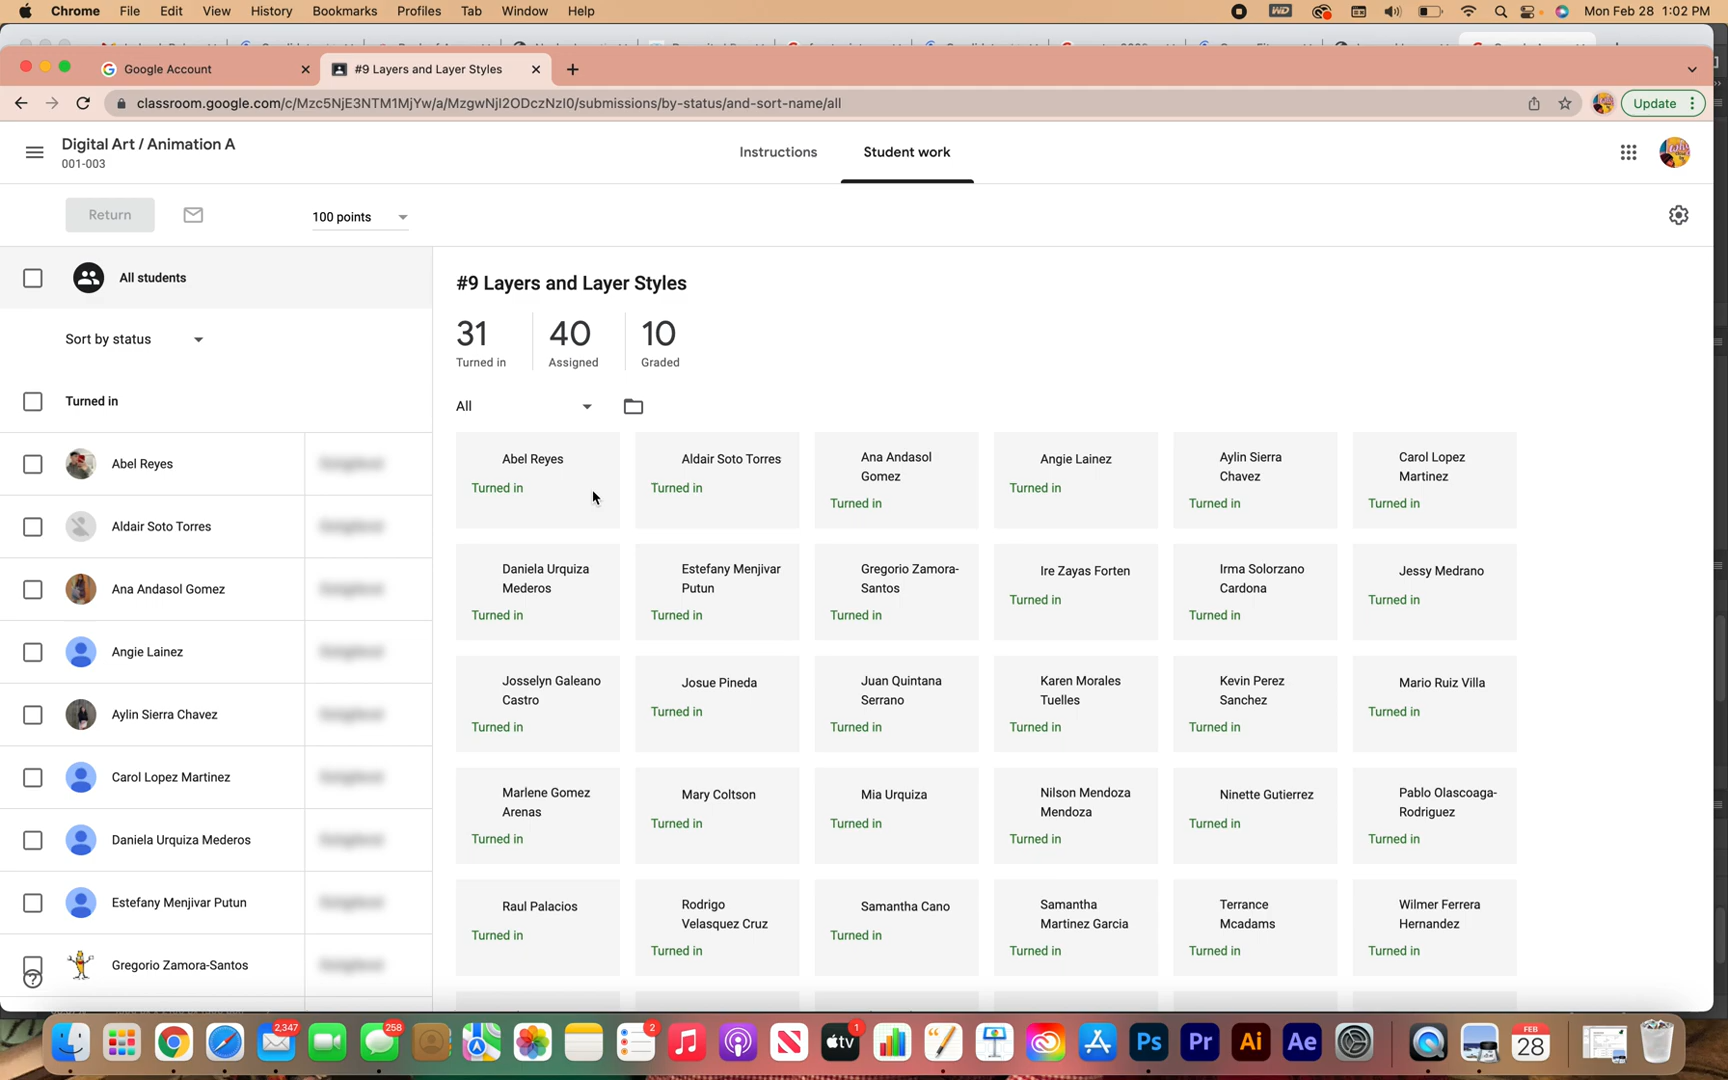 Chrome File Edit View History Bookmarks Profiles Tab Window Help
WD
Mon Feb 28 1:02 PM
Google Account
#9 Layers and Layer Styles
classroom.google.com/c/Mzc5NjE3NTM1MjYw/a/MzgwNjI2ODczNzI0/submissions/by-status/and-sort-name/all
Update
Digital Art / Animation A
001-003
Instructions
Student work
Return
100 points
All students
Sort by status
Turned in
Abel Reyes
Aldair Soto Torres
Ana Andasol Gomez
Angie Lainez
Aylin Sierra Chavez
Carol Lopez Martinez
Daniela Urquiza Mederos
Estefany Menjivar Putun
Gregorio Zamora-Santos
#9 Layers and Layer Styles
31 40 10
Turned in Assigned Graded
All
Abel Reyes
Turned in
Aldair Soto Torres
Turned in
Ana Andasol
Gomez
Turned in
Angie Lainez
Turned in
Aylin Sierra
Chavez
Turned in
Carol Lopez
Martinez
Turned in
Daniela Urquiza
Mederos
Turned in
Estefany Menjivar
Putun
Turned in
Gregorio Zamora-
Santos
Turned in
Ire Zayas Forten
Turned in
Irma Solorzano
Cardona
Turned in
Jessy Medrano
Turned in
Josselyn Galeano
Castro
Turned in
Josue Pineda
Turned in
Juan Quintana
Serrano
Turned in
Karen Morales
Tuelles
Turned in
Kevin Perez
Sanchez
Turned in
Mario Ruiz Villa
Turned in
Marlene Gomez
Arenas
Turned in
Mary Coltson
Turned in
Mia Urquiza
Turned in
Nilson Mendoza
Mendoza
Turned in
Ninette Gutierrez
Turned in
Pablo Olascoaga-
Rodriguez
Turned in
Raul Palacios
Turned in
Rodrigo
Velasquez Cruz
Turned in
Samantha Cano
Turned in
Samantha
Martinez Garcia
Turned in
Terrance
Mcadams
Turned in
Wilmer Ferrera
Hernandez
Turned in
2,347
258
2
tv
1
Ps
Pr
Ai
Ae
FEB
28